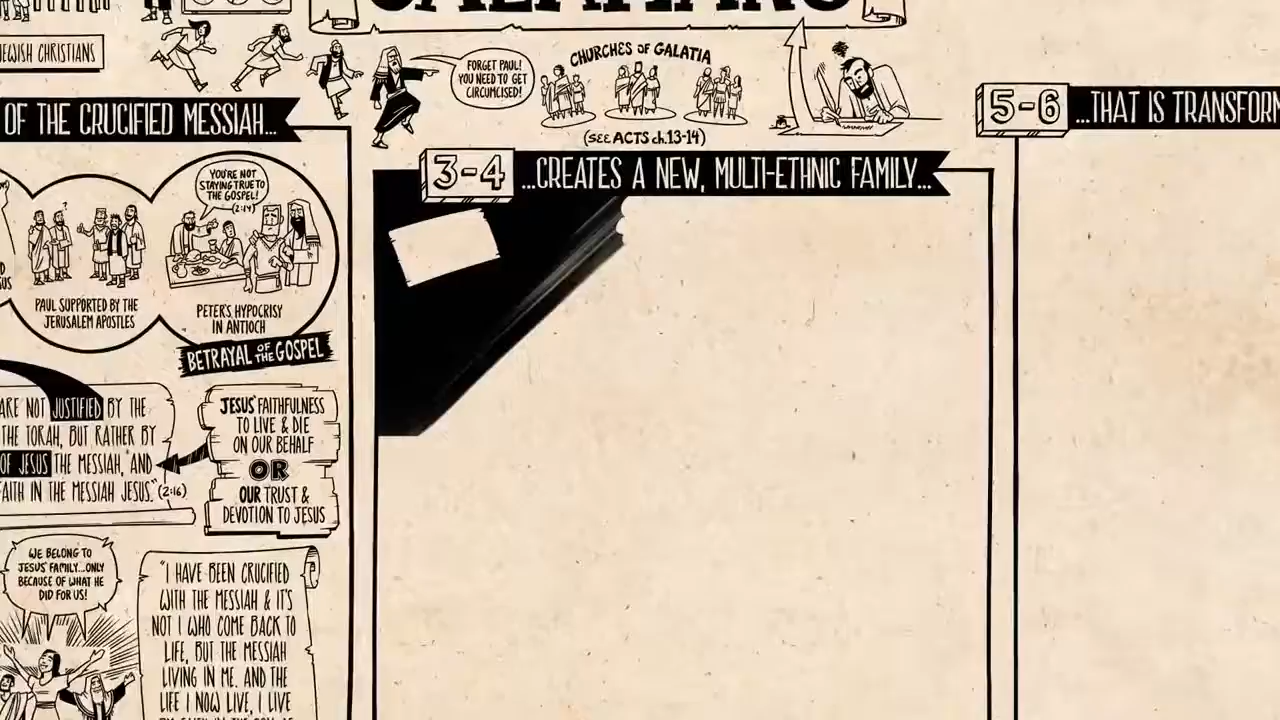 GALATIANS
JEWISH CHRISTIANS
FORGET PAUL!
YOU NEED TO GET
CIRCUMCISED!
CHURCHES OF GALATIA
(SEE ACTS ch.13-14)
OF THE CRUCIFIED MESSIAH...
YOU'RE NOT
STAYING TRUE TO
THE GOSPEL!
(2:14)
?
PAUL SUPPORTED BY THE
JERUSALEM APOSTLES
PETER'S HYPOCRISY
IN ANTIOCH
BETRAYAL OF THE GOSPEL
ARE NOT JUSTIFIED BY THE
THE TORAH, BUT RATHER BY
OF JESUS THE MESSIAH, AND
FAITH IN THE MESSIAH JESUS." (2:16)
JESUS' FAITHFULNESS
TO LIVE & DIE
ON OUR BEHALF
OR
OUR TRUST &
DEVOTION TO JESUS
WE BELONG TO
JESUS' FAMILY...ONLY
BECAUSE OF WHAT HE
DID FOR US!
"I HAVE BEEN CRUCIFIED
WITH THE MESSIAH & IT'S
NOT I WHO COME BACK TO
LIFE, BUT THE MESSIAH
LIVING IN ME. AND THE
LIFE I NOW LIVE, I LIVE
3-4 ...CREATES A NEW, MULTI-ETHNIC FAMILY...
5-6 ...THAT IS TRANSFORM